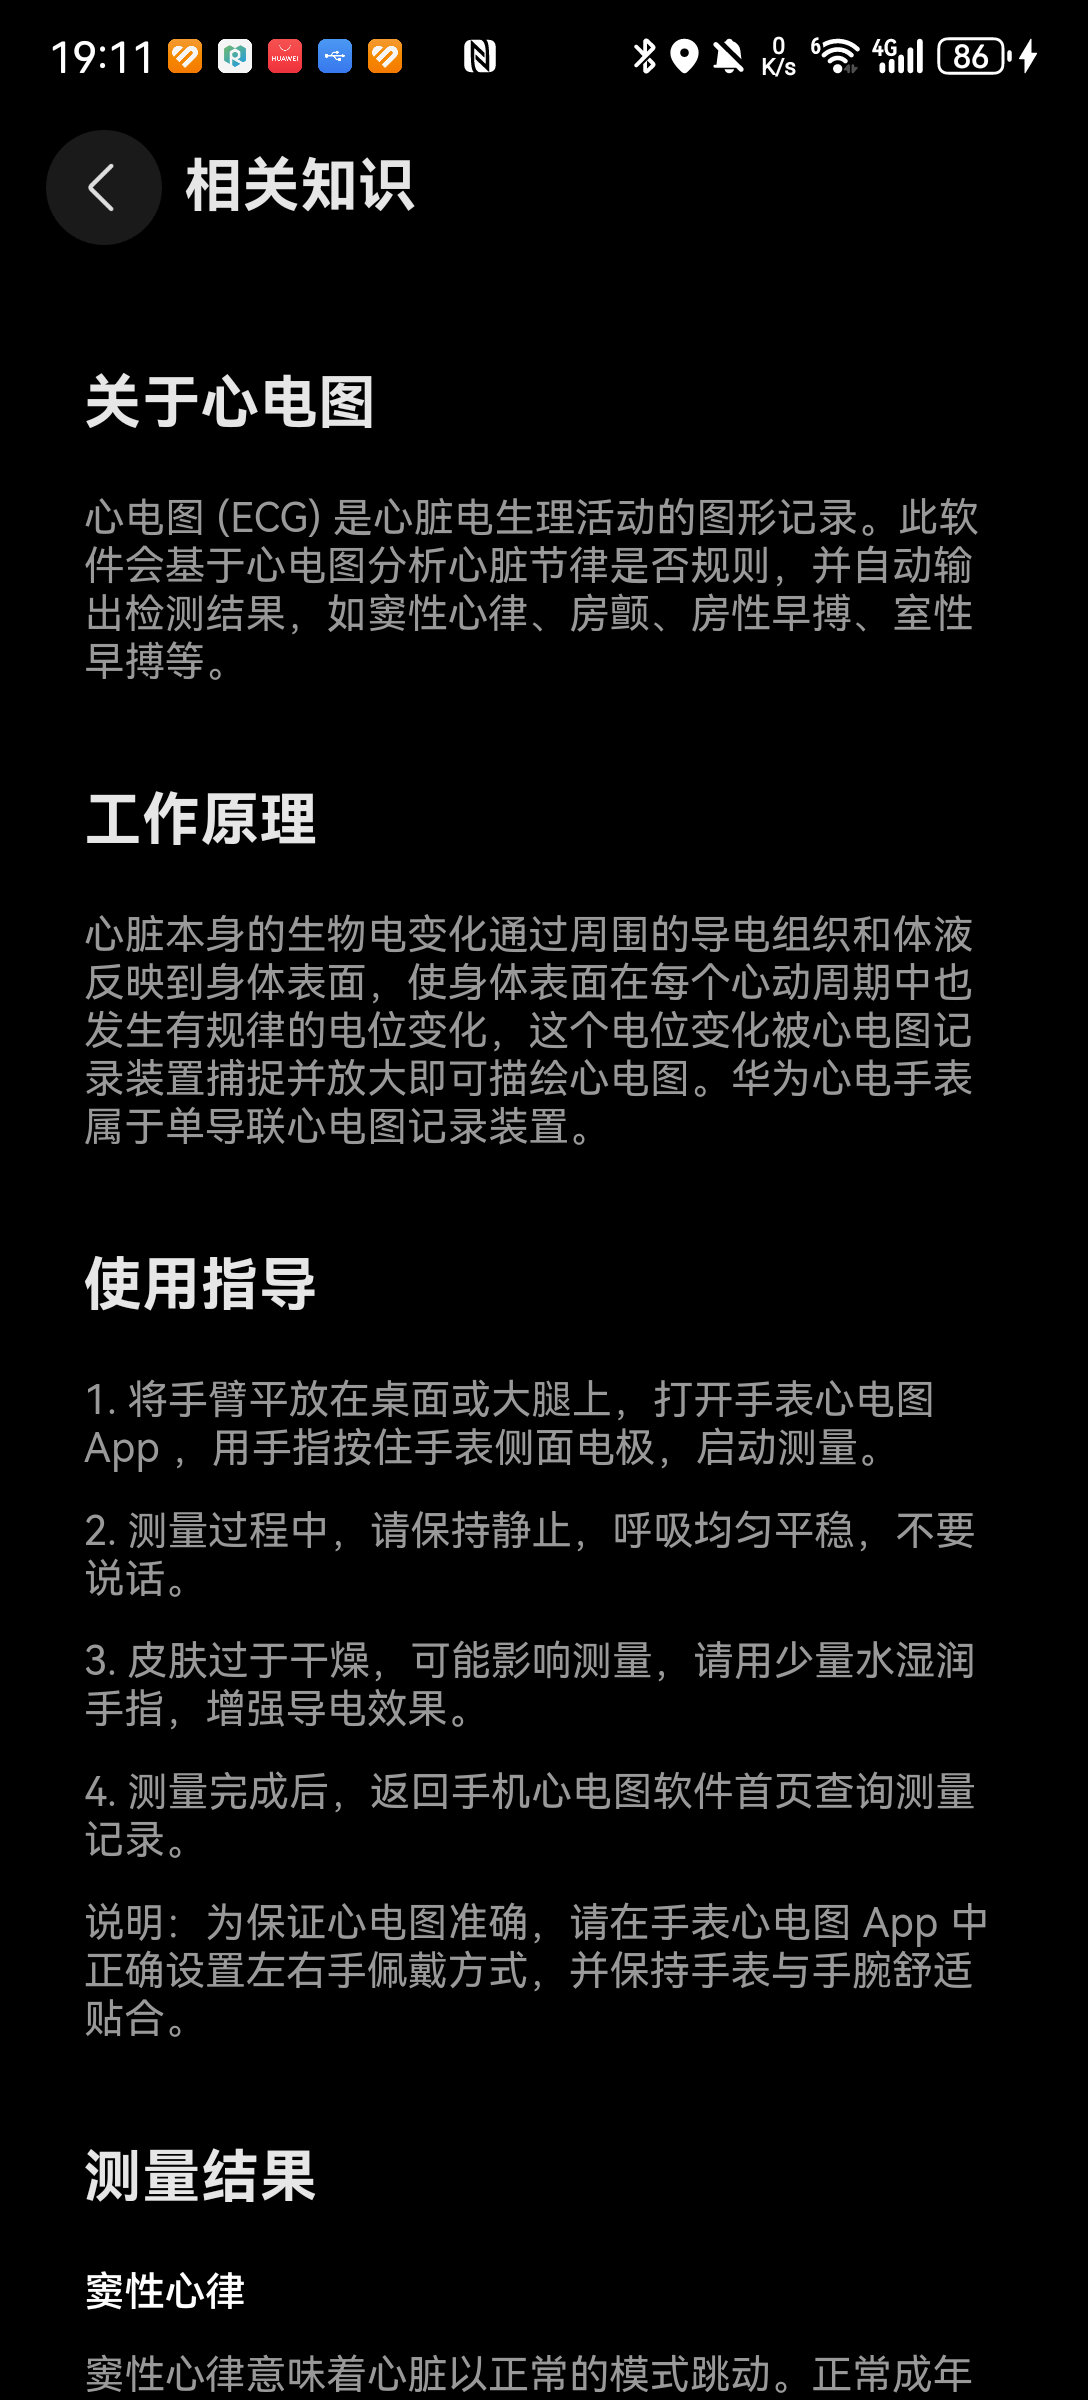 19:11
HUAWEI
0
K/s
6
4G
86
相关知识
关于心电图
心电图 (ECG) 是心脏电生理活动的图形记录。此软
件会基于心电图分析心脏节律是否规则，并自动输
出检测结果，如窦性心律、房颤、房性早搏、室性
早搏等。
工作原理
心脏本身的生物电变化通过周围的导电组织和体液
反映到身体表面，使身体表面在每个心动周期中也
发生有规律的电位变化，这个电位变化被心电图记
录装置捕捉并放大即可描绘心电图。华为心电手表
属于单导联心电图记录装置。
使用指导
1. 将手臂平放在桌面或大腿上，打开手表心电图
App ，用手指按住手表侧面电极，启动测量。
2. 测量过程中，请保持静止，呼吸均匀平稳，不要
说话。
3. 皮肤过于干燥，可能影响测量，请用少量水湿润
手指，增强导电效果。
4. 测量完成后，返回手机心电图软件首页查询测量
记录。
说明：为保证心电图准确，请在手表心电图 App 中
正确设置左右手佩戴方式，并保持手表与手腕舒适
贴合。
测量结果
窦性心律
窦性心律意味着心脏以正常的模式跳动。正常成年